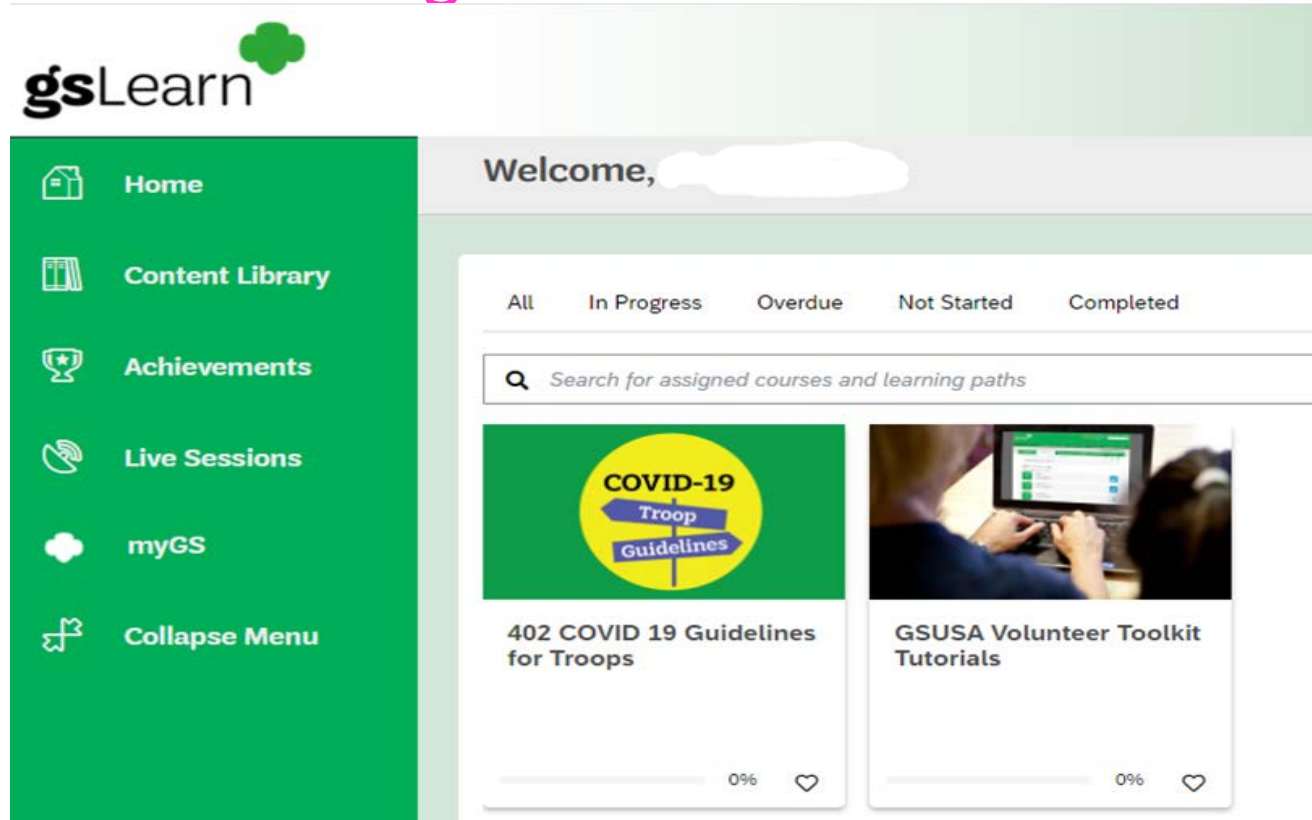 gsLearn
Home
Content Library
Achievements
Live Sessions
myGS
Collapse Menu
Welcome,
All In Progress Overdue Not Started Completed
Search for assigned courses and learning paths
COVID-19
Troop
Guidelines
402 COVID 19 Guidelines
for Troops
0%
GSUSA Volunteer Toolkit
Tutorials
0%